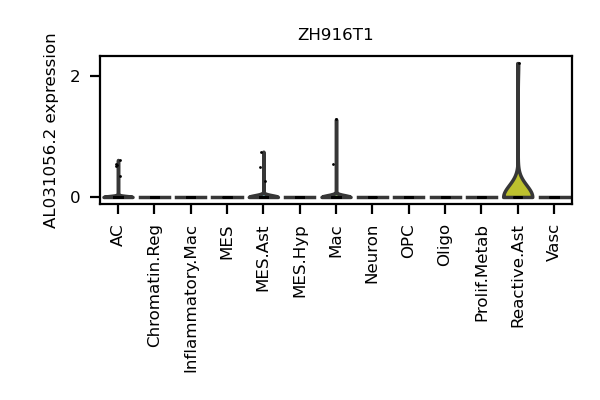 ZH916T1
AL031056.2 expression
2
0
AC
Chromatin.Reg
Inflammatory.Mac
MES
MES.Ast
MES.Hyp
Mac
Neuron
OPC
Oligo
Prolif.Metab
Reactive.Ast
Vasc